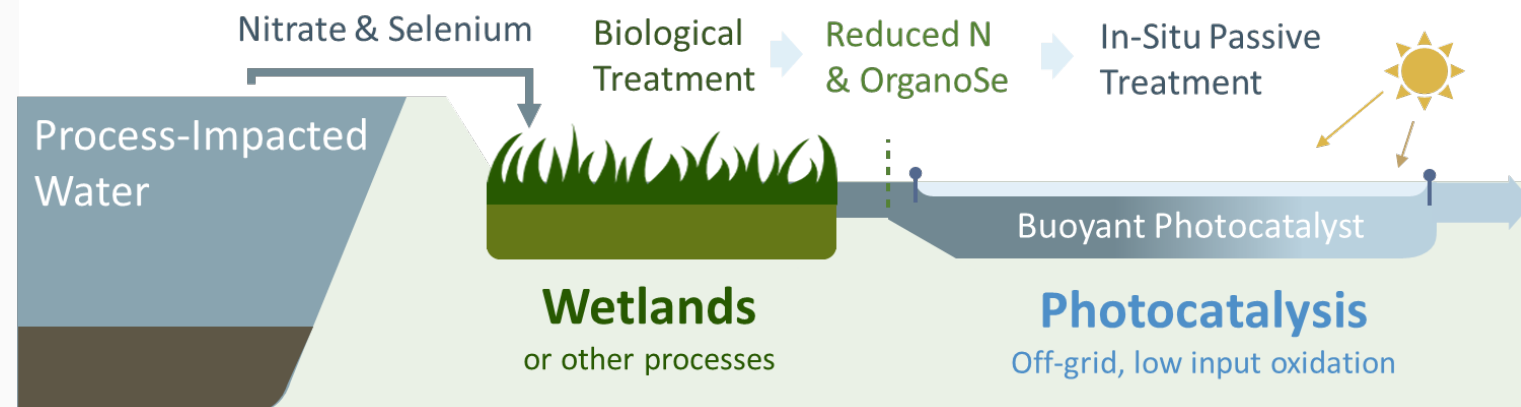 Nitrate & Selenium
Biological
Treatment
Reduced N
& OrganoSe
In-Situ Passive
Treatment
Process-Impacted
Water
Buoyant Photocatalyst
Wetlands
or other processes
Photocatalysis
Off-grid, low input oxidation